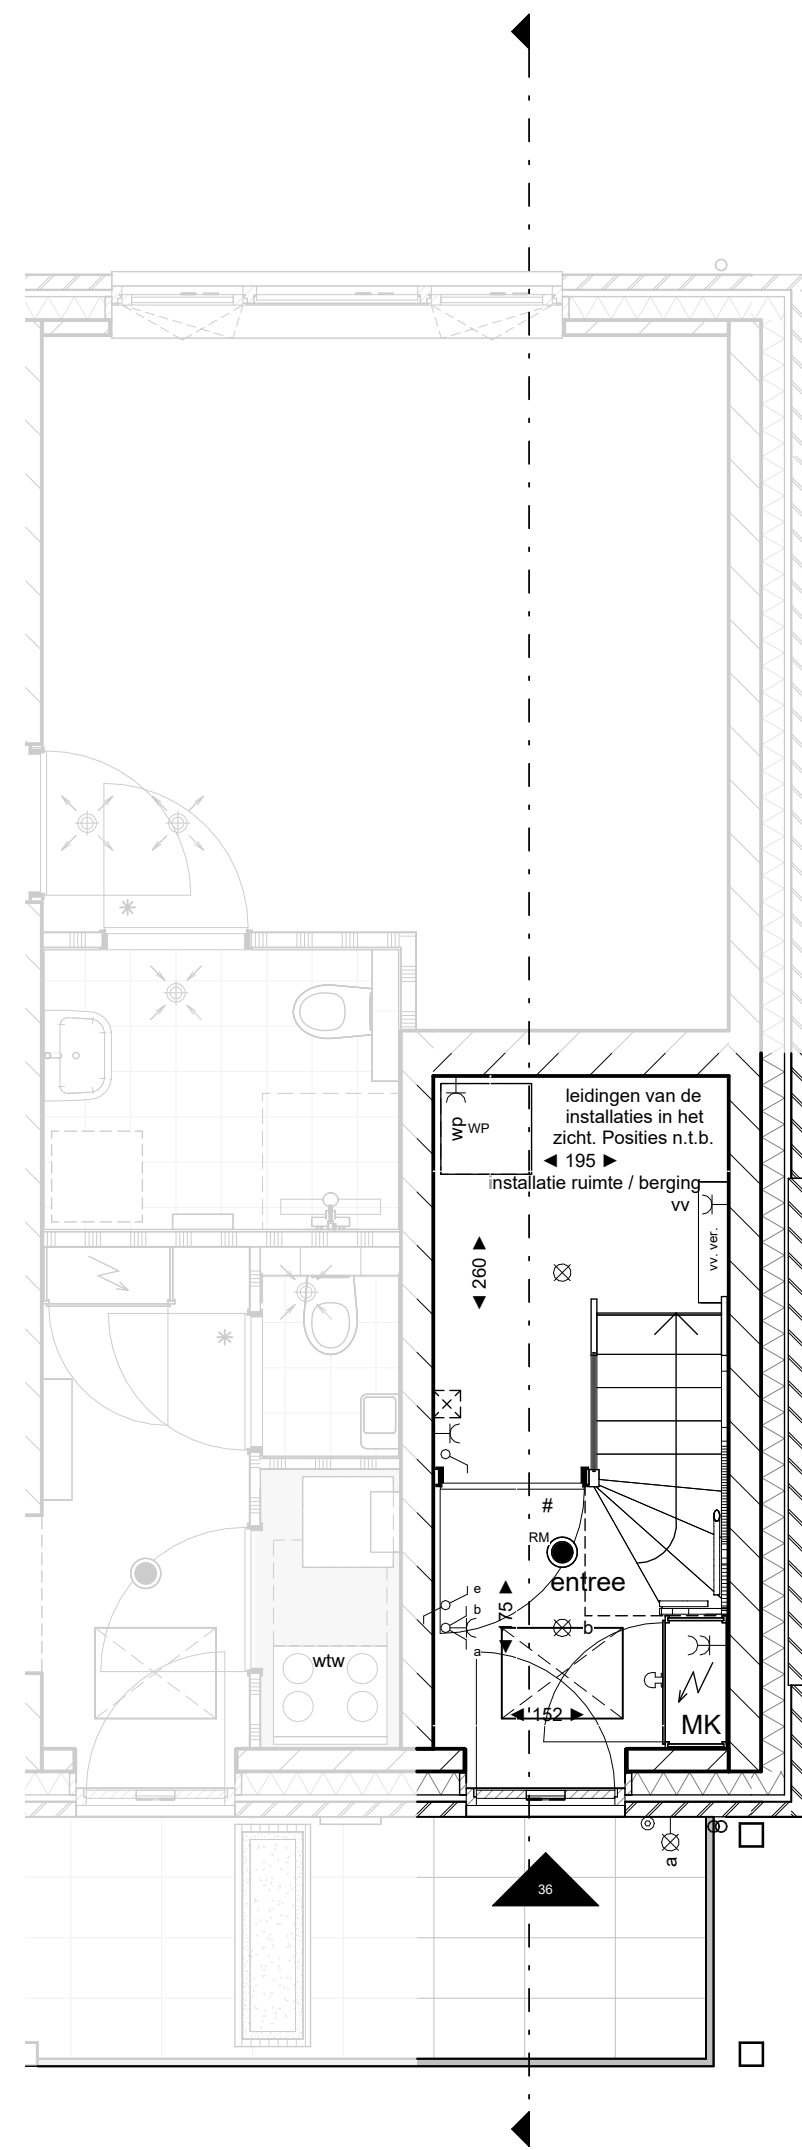 leidingen van de
installaties in het
zicht. Posities n.t.b.
wp WP
◄ 195 ►
installatie ruimte / berging
vv
vv. ver.
◄ 260 ►
#
RM
entree
e
b
b
a
wtw
◄ 152 ►
MK
a
36